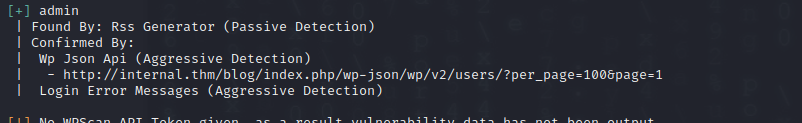 [+] admin
| Found By: Rss Generator (Passive Detection)
| Confirmed By:
|  Wp Json Api (Aggressive Detection)
|   - http://internal.thm/blog/index.php/wp-json/wp/v2/users/?per_page=100&page=1
|  Login Error Messages (Aggressive Detection)
[!] No WPScan API Token given, as a result vulnerability data has not been output